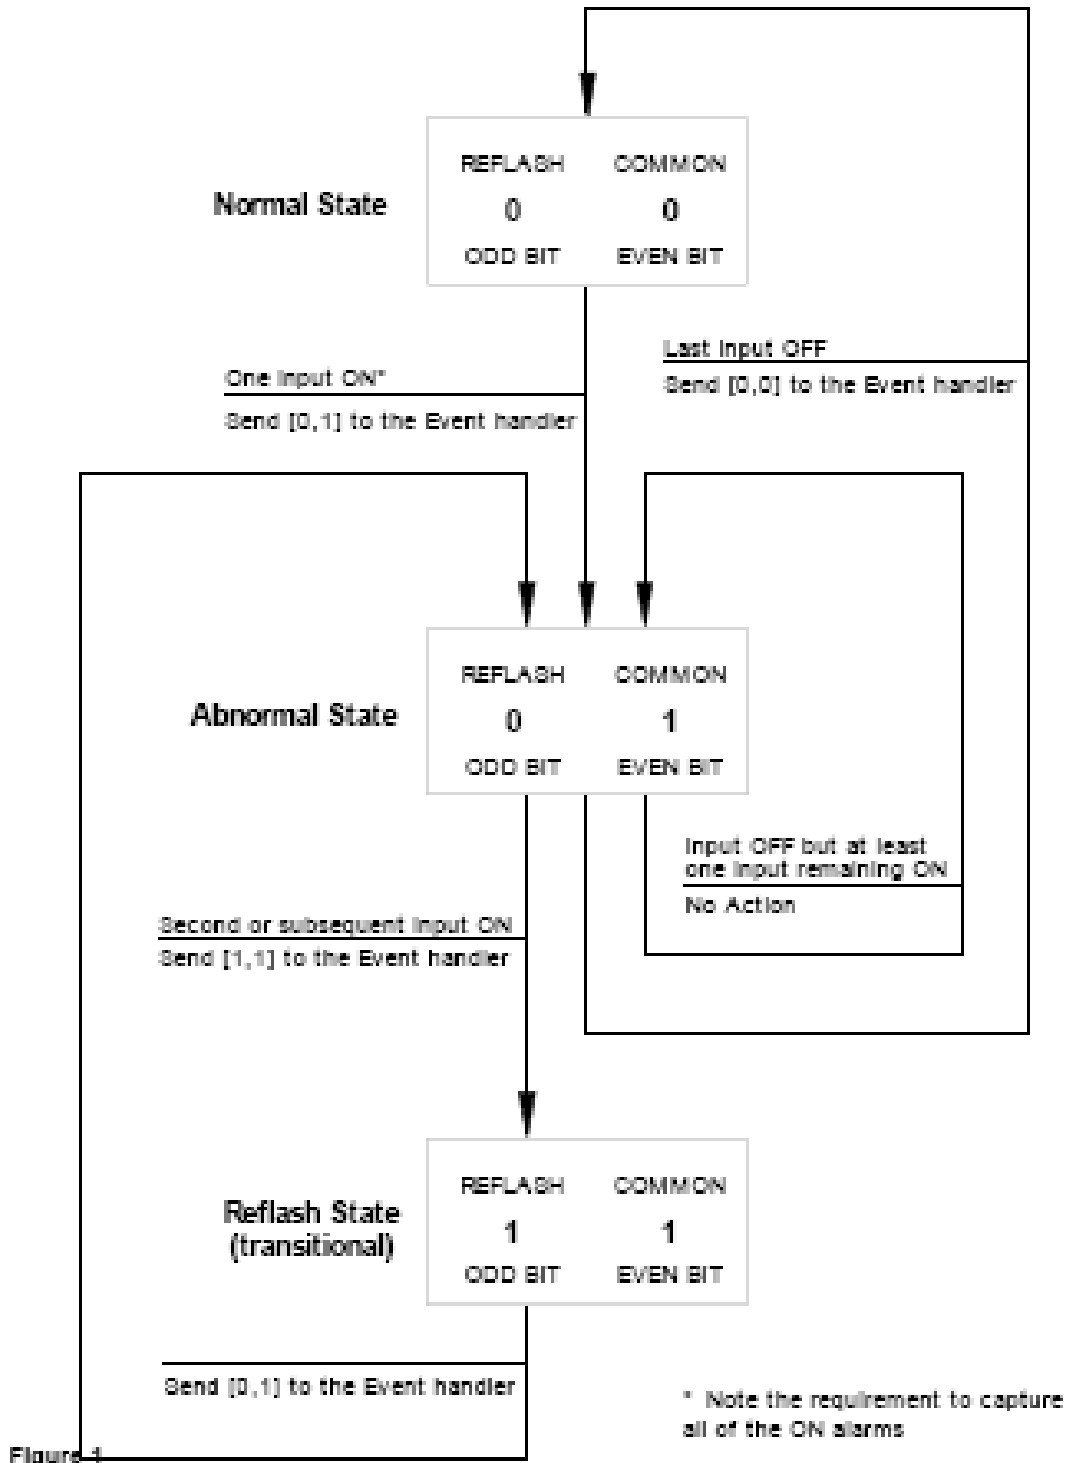 REFLASH COMMON
Normal State
0 0
ODD BIT EVEN BIT
Last Input OFF
Send [0,0] to the Event handler
One Input ON*
Send [0,1] to the Event handler
REFLASH COMMON
Abnormal State
0 1
ODD BIT EVEN BIT
Input OFF but at least
one Input remaining ON
No Action
Second or subsequent Input ON
Send [1,1] to the Event handler
REFLASH COMMON
Reflash State
(transitional)
1 1
ODD BIT EVEN BIT
Send [0,1] to the Event handler
* Note the requirement to capture
all of the ON alarms
Figure 1